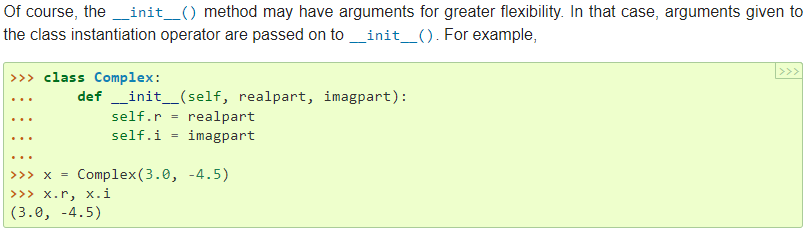 Of course, the __init__() method may have arguments for greater flexibility. In that case, arguments given to
the class instantiation operator are passed on to __init__(). For example,
>>>
>>> class Complex:
...     def __init__(self, realpart, imagpart):
...         self.r = realpart
...         self.i = imagpart
...
>>> x = Complex(3.0, -4.5)
>>> x.r, x.i
(3.0, -4.5)